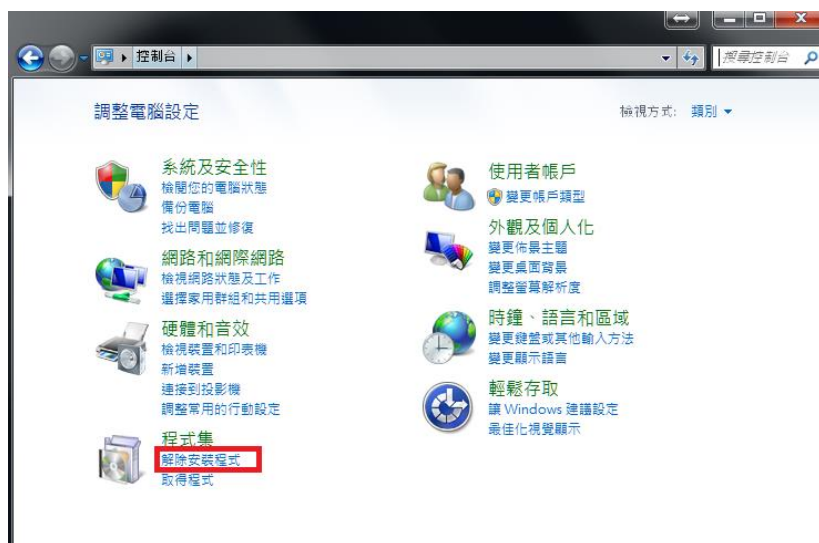 控制台
搜尋控制台
調整電腦設定
檢視方式: 類別
系統及安全性
檢閱您的電腦狀態
備份電腦
找出問題並修復
網路和網際網路
檢視網路狀態及工作
選擇家用群組和共用選項
硬體和音效
檢視裝置和印表機
新增裝置
連接到投影機
調整常用的行動設定
程式集
解除安裝程式
取得程式
使用者帳戶
變更帳戶類型
外觀及個人化
變更佈景主題
變更桌面背景
調整螢幕解析度
時鐘、語言和區域
變更鍵盤或其他輸入方法
變更顯示語言
輕鬆存取
讓 Windows 建議設定
最佳化視覺顯示